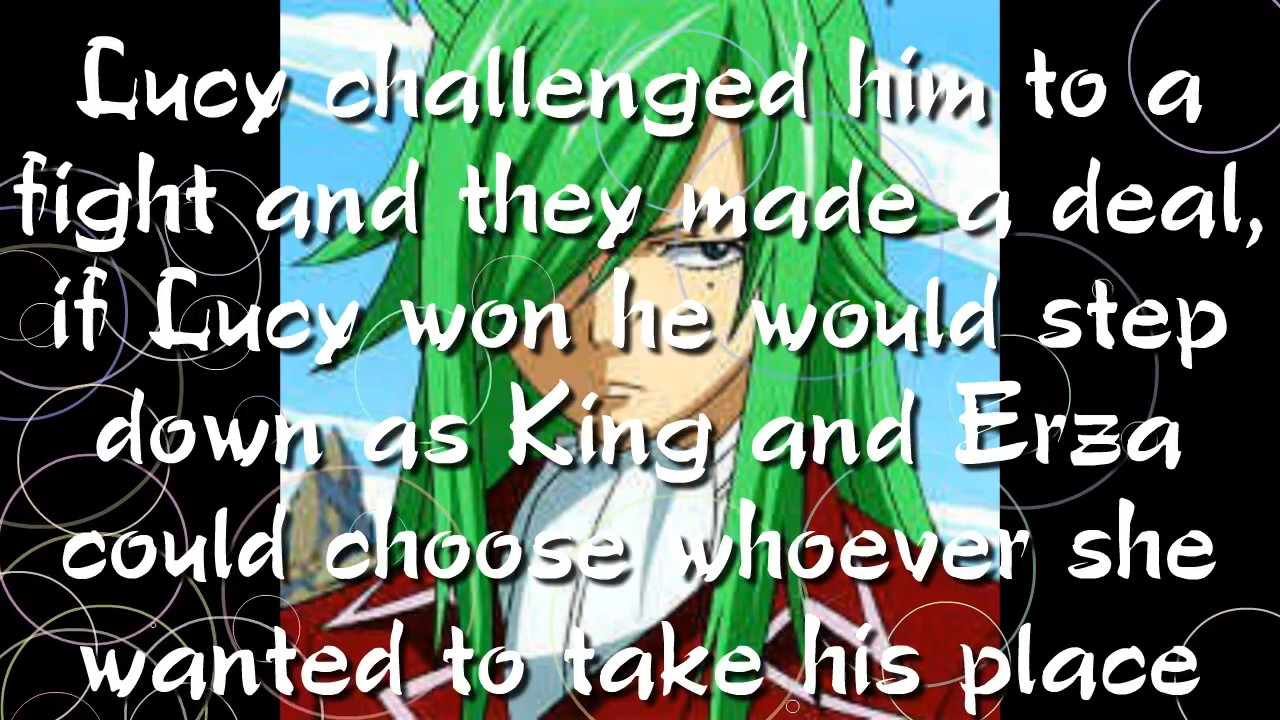 Lucy challenged him to a
fight and they made a deal,
if Lucy won he would step
down as King and Erza
could choose whoever she
wanted to take his place